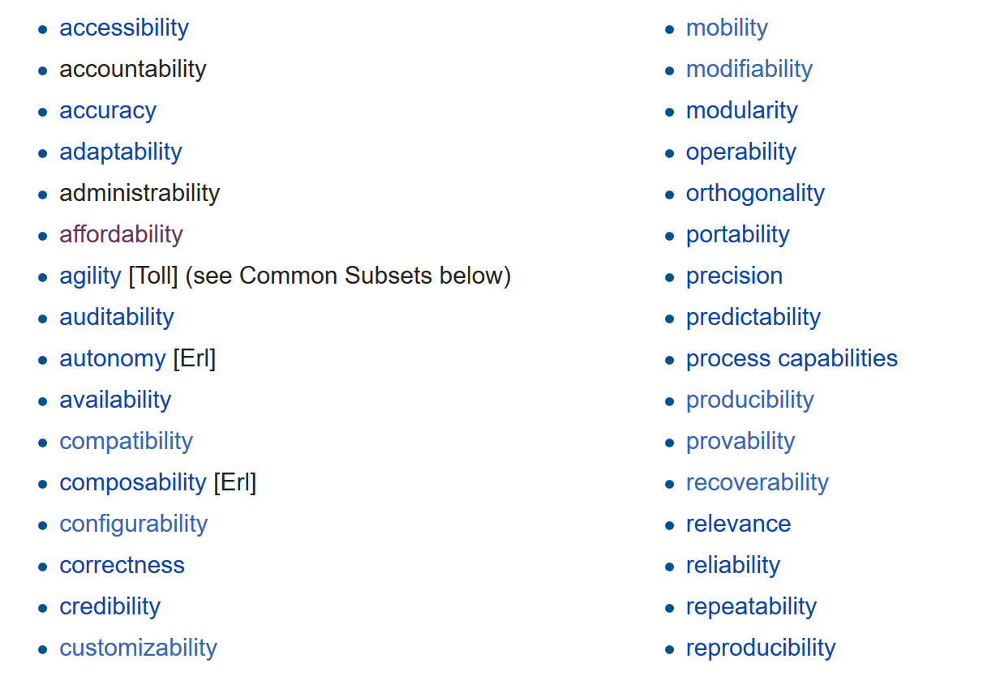 accessibility
accountability
accuracy
adaptability
administrability
affordability
agility [Toll] (see Common Subsets below)
auditability
autonomy [Erl]
availability
compatibility
composability [Erl]
configurability
correctness
credibility
customizability
mobility
modifiability
modularity
operability
orthogonality
portability
precision
predictability
process capabilities
producibility
provability
recoverability
relevance
reliability
repeatability
reproducibility